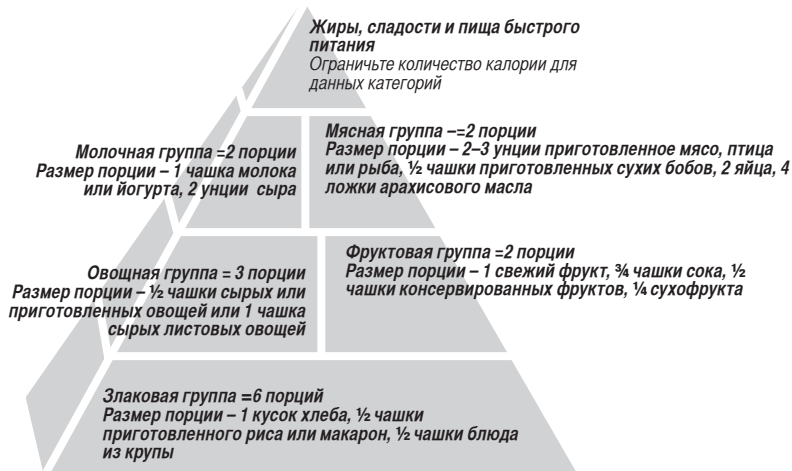 Жиры, сладости и пища быстрого
питания
Ограничьте количество калории для
данных категорий
Молочная группа =2 порции
Размер порции – 1 чашка молока
или йогурта, 2 унции сыра
Мясная группа –=2 порции
Размер порции – 2–3 унции приготовленное мясо, птица
или рыба, ½ чашки приготовленных сухих бобов, 2 яйца, 4
ложки арахисового масла
Овощная группа = 3 порции
Размер порции – ½ чашки сырых или
приготовленных овощей или 1 чашка
сырых листовых овощей
Фруктовая группа =2 порции
Размер порции – 1 свежий фрукт, ¾ чашки сока, ½
чашки консервированных фруктов, ¼ сухофрукта
Злаковая группа =6 порций
Размер порции – 1 кусок хлеба, ½ чашки
приготовленного риса или макарон, ½ чашки блюда
из крупы